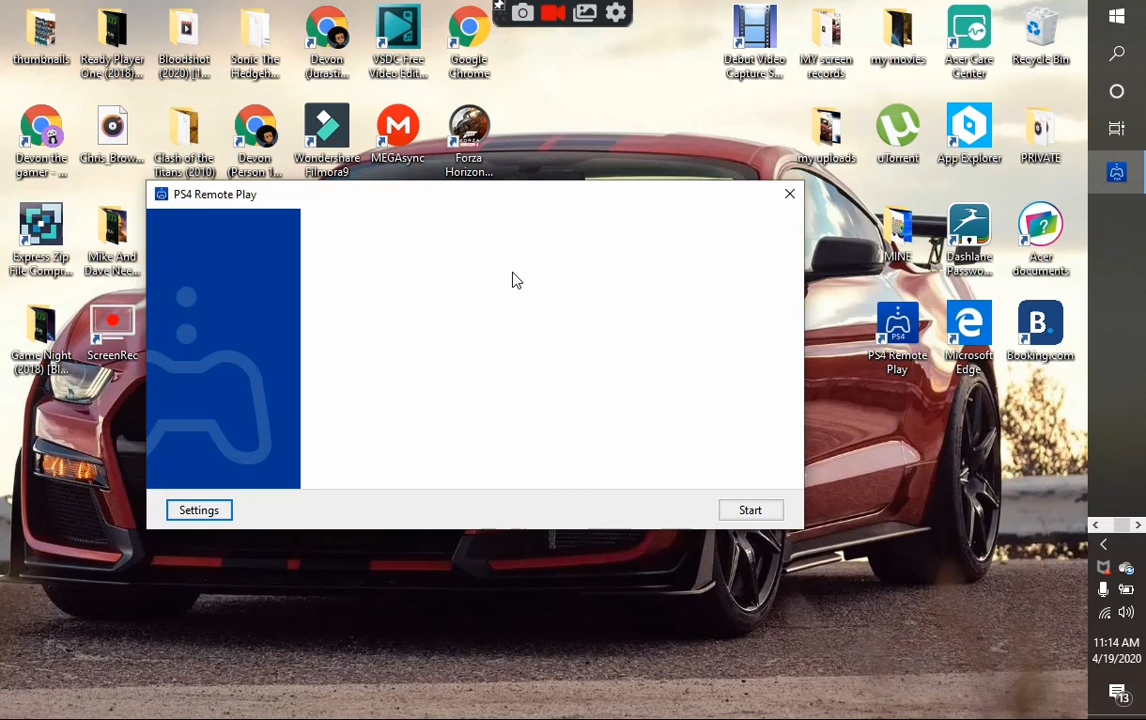 thumbnails
Ready Player
One (2018)...
Bloodshot
(2020) [1...
Sonic The
Hedgeh...
Devon
(Jurasti...
VSDC Free
Video Edit...
Google
Chrome
Debut Video
Capture S...
MY screen
records
my movies
Acer Care
Center
Recycle Bin
Devon the
gamer - ...
Chris_Brow...
Clash of the
Titans (2010)
Devon
(Person 1...
Wondershare
Filmora9
MEGAsync
Forza
Horizon...
my uploads
uTorrent
App Explorer
PRIVATE
PS4 Remote Play
Express Zip
File Compr...
Mike And
Dave Nee...
MINE
Dashlane
Passwo...
Acer
documents
Game Night
(2018) [Bl...
ScreenRec
PS4
PS4 Remote
Play
Microsoft
Edge
B.
Booking.com
Settings
Start
11:14 AM
4/19/2020
13